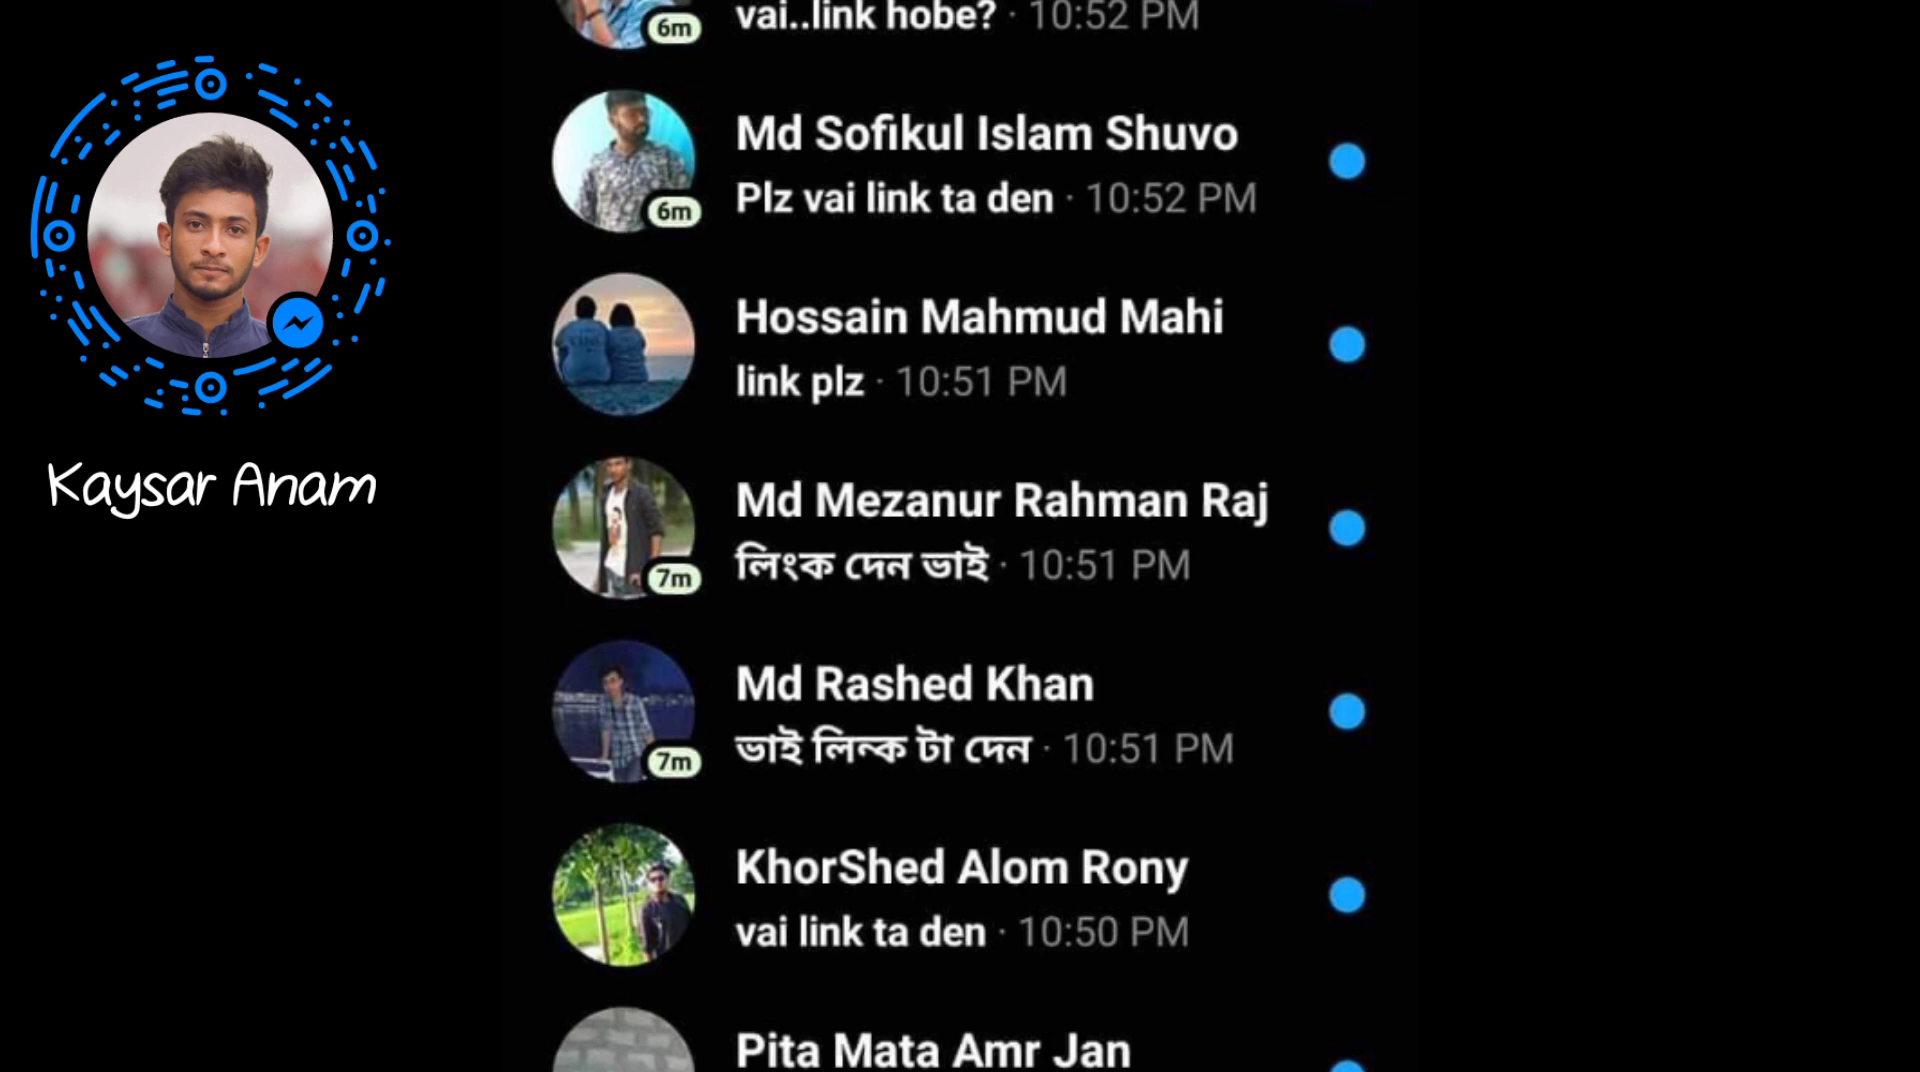 vai..link hobe? · 10:52 PM
6m
Md Sofikul Islam Shuvo
Plz vai link ta den · 10:52 PM
6m
Hossain Mahmud Mahi
link plz · 10:51 PM
Kaysar Anam
Md Mezanur Rahman Raj
লিংক দেন ভাই · 10:51 PM
7m
Md Rashed Khan
ভাই লিন্ক টা দেন · 10:51 PM
7m
KhorShed Alom Rony
vai link ta den · 10:50 PM
Pita Mata Amr Jan